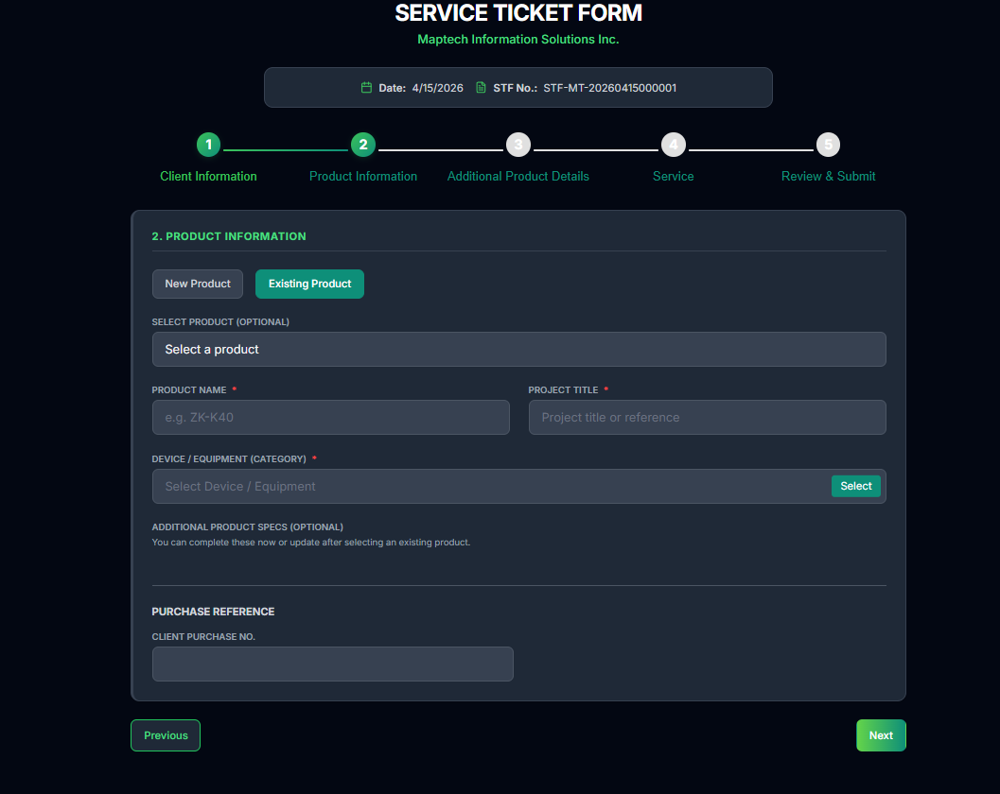 SERVICE TICKET FORM
Maptech Information Solutions Inc.
Date: 4/15/2026 STF No.: STF-MT-20260415000001
1 2 3 4 5
Client Information Product Information Additional Product Details Service Review & Submit
2. PRODUCT INFORMATION
New Product Existing Product
SELECT PRODUCT (OPTIONAL)
Select a product
PRODUCT NAME * PROJECT TITLE *
e.g. ZK-K40 Project title or reference
DEVICE / EQUIPMENT (CATEGORY) *
Select Device / Equipment Select
ADDITIONAL PRODUCT SPECS (OPTIONAL)
You can complete these now or update after selecting an existing product.
PURCHASE REFERENCE
CLIENT PURCHASE NO.
Previous Next